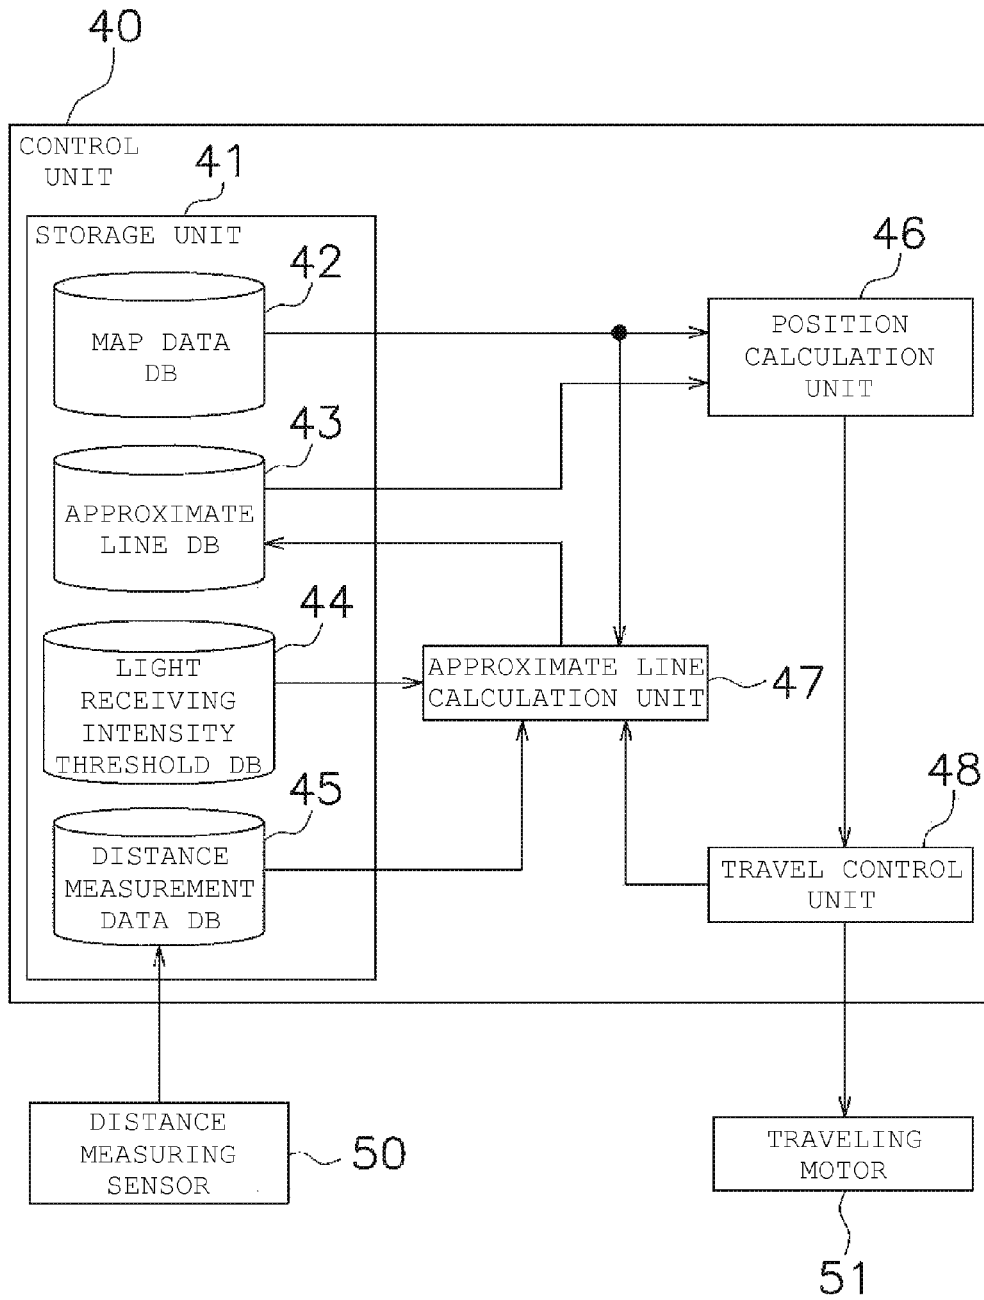 40
CONTROL
UNIT
41
STORAGE UNIT
42
MAP DATA
DB
46
POSITION
CALCULATION
UNIT
43
APPROXIMATE
LINE DB
44
LIGHT
RECEIVING
INTENSITY
THRESHOLD DB
APPROXIMATE LINE
CALCULATION UNIT
47
45
DISTANCE
MEASUREMENT
DATA DB
48
TRAVEL CONTROL
UNIT
DISTANCE
MEASURING
SENSOR
50
TRAVELING
MOTOR
51